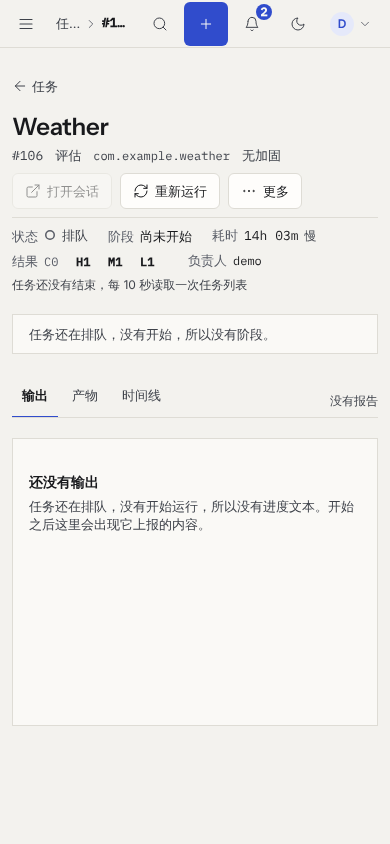 任... > #1...
2
D
任务
Weather
#106 评估 com.example.weather 无加固
打开会话 重新运行 ··· 更多
状态 排队 阶段 尚未开始 耗时 14h 03m 慢
结果 C0 H1 M1 L1 负责人 demo
任务还没有结束，每 10 秒读取一次任务列表
任务还在排队，没有开始，所以没有阶段。
输出 产物 时间线 没有报告
还没有输出
任务还在排队，没有开始运行，所以没有进度文本。开始
之后这里会出现它上报的内容。